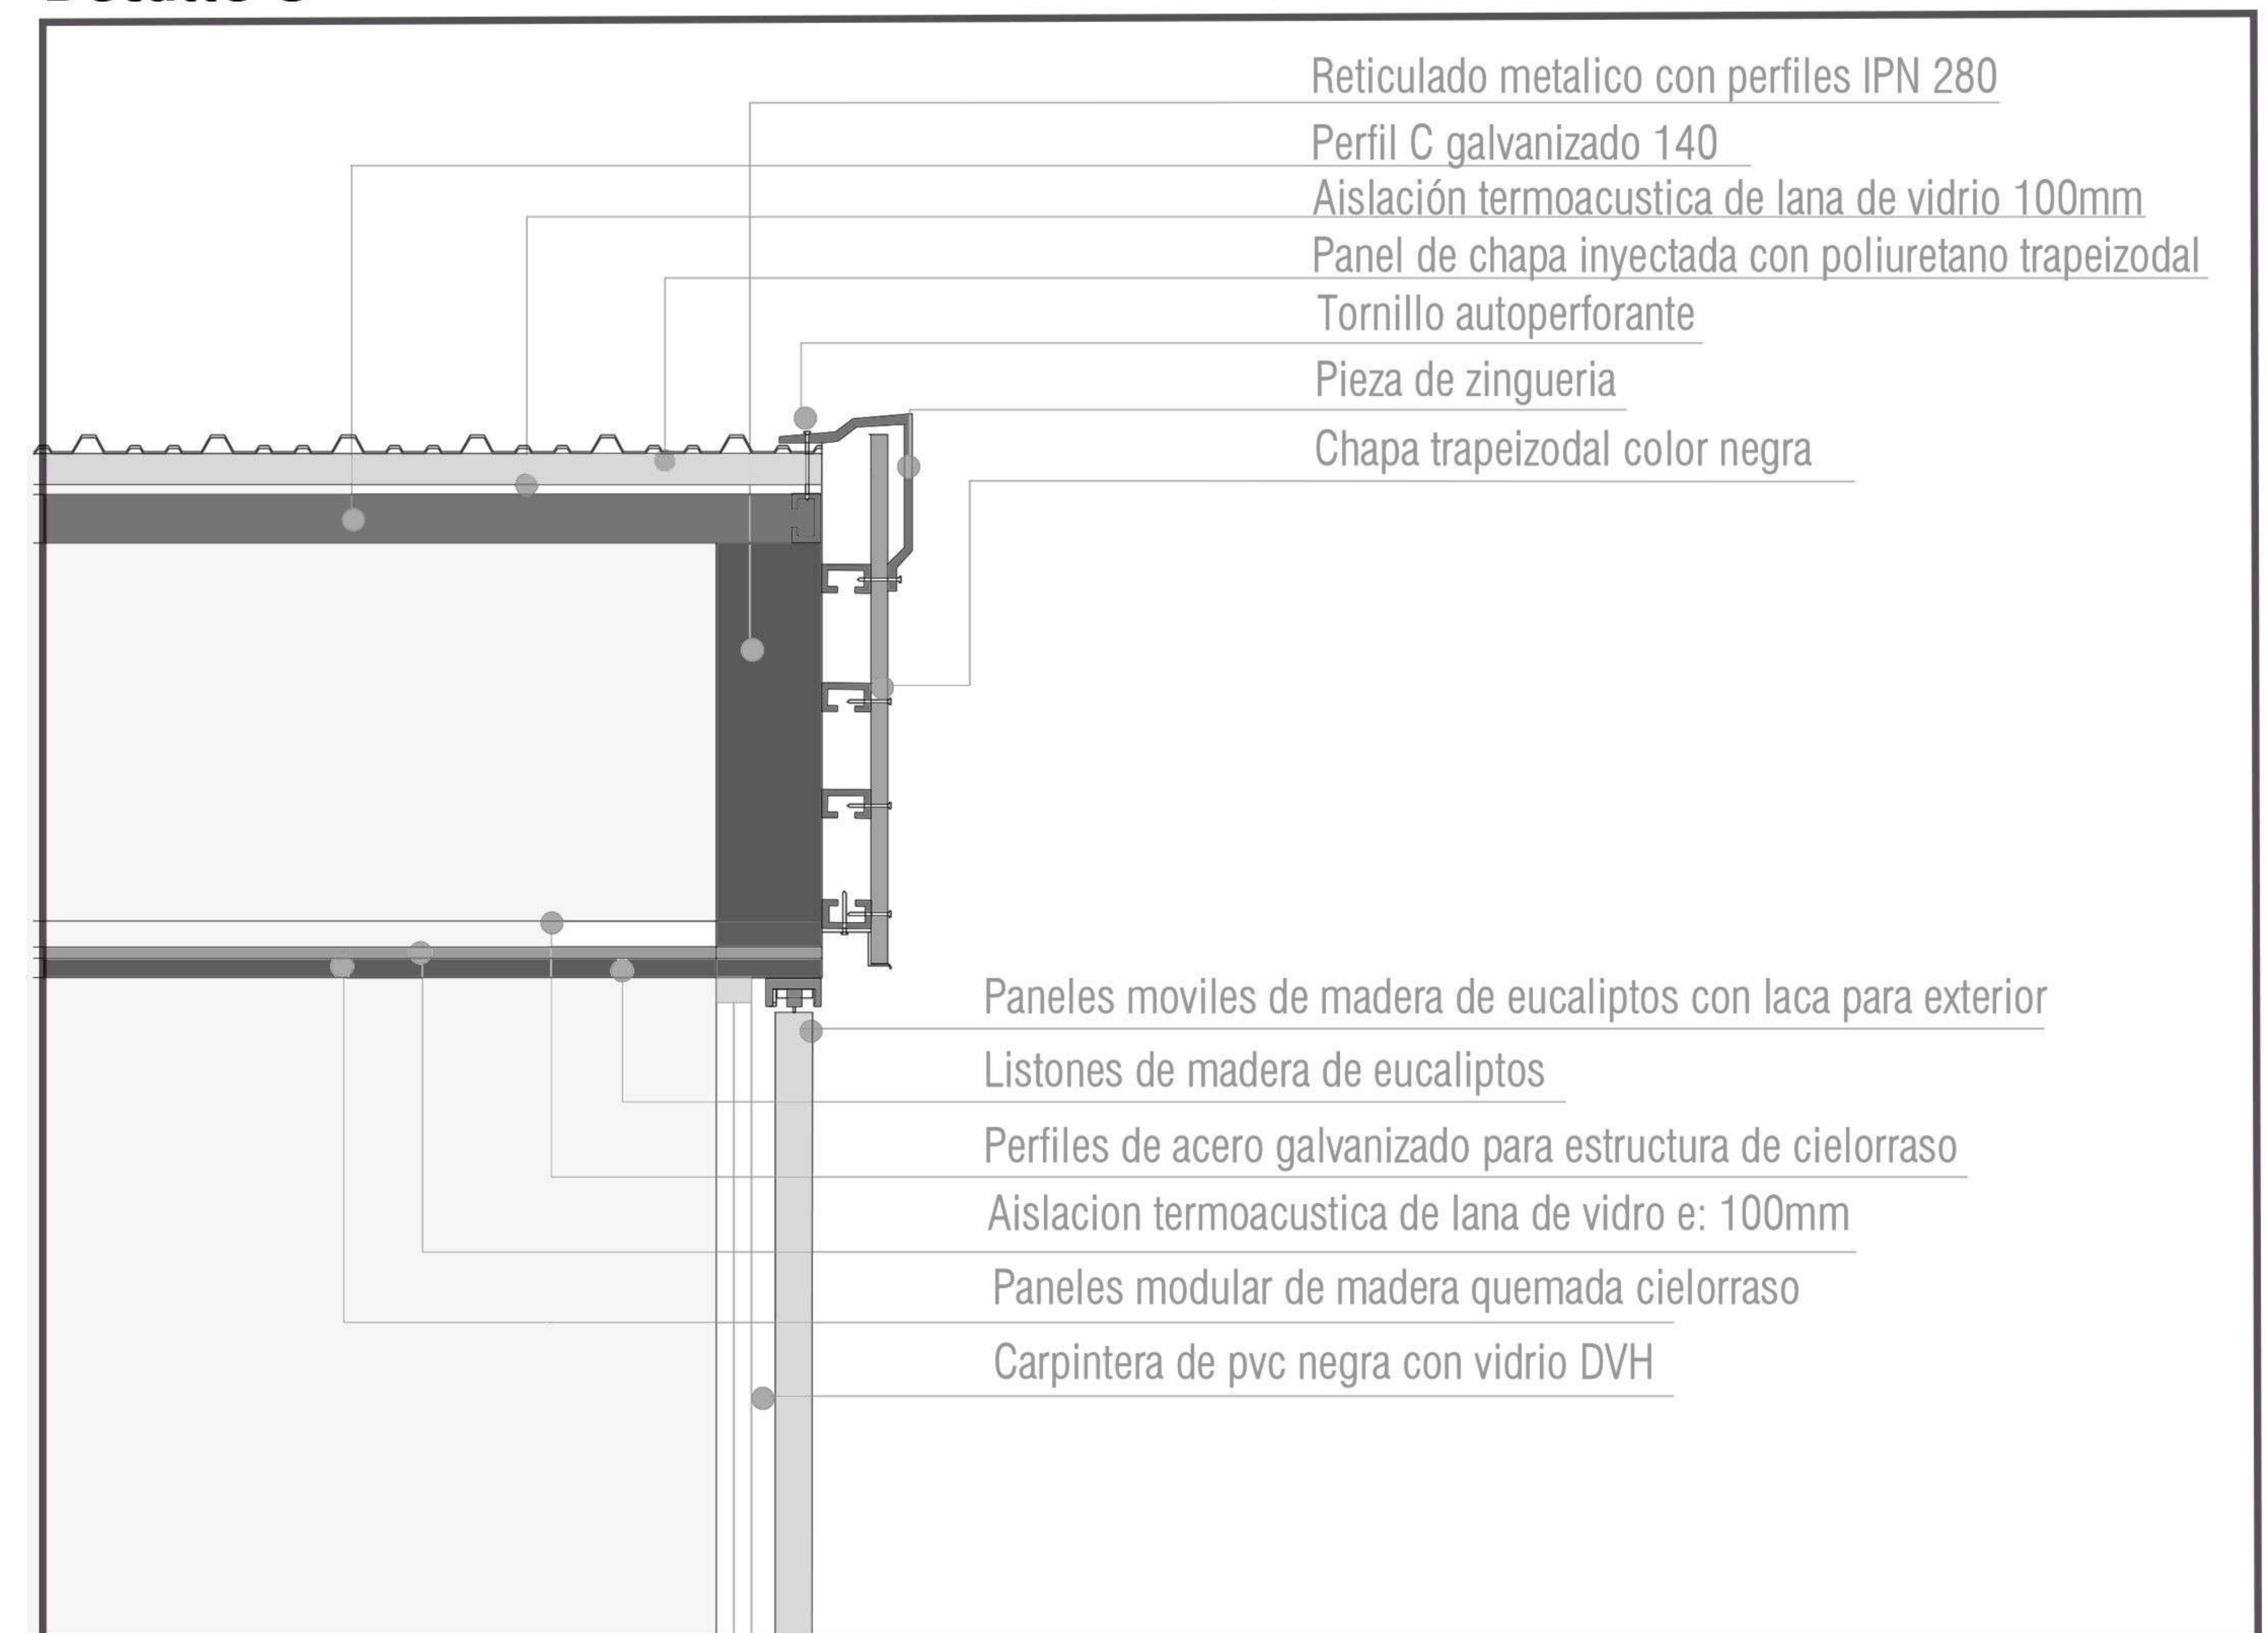 Reticulado metalico con perfiles IPN 280
Perfil C galvanizado 140
Aislación termoacustica de lana de vidrio 100mm
Panel de chapa inyectada con poliuretano trapeizodal
Tornillo autoperforante
Pieza de zingueria
Chapa trapeizodal color negra
Paneles moviles de madera de eucaliptos con laca para exterior
Listones de madera de eucaliptos
Perfiles de acero galvanizado para estructura de cielorraso
Aislacion termoacustica de lana de vidro e: 100mm
Paneles modular de madera quemada cielorraso
Carpintera de pvc negra con vidrio DVH